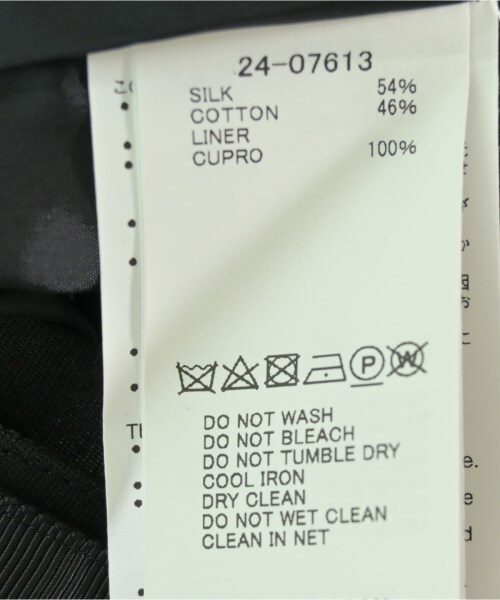 24-07613
SILK 54%
COTTON 46%
LINER
CUPRO 100%
P
W
DO NOT WASH
DO NOT BLEACH
DO NOT TUMBLE DRY
COOL IRON
DRY CLEAN
DO NOT WET CLEAN
CLEAN IN NET